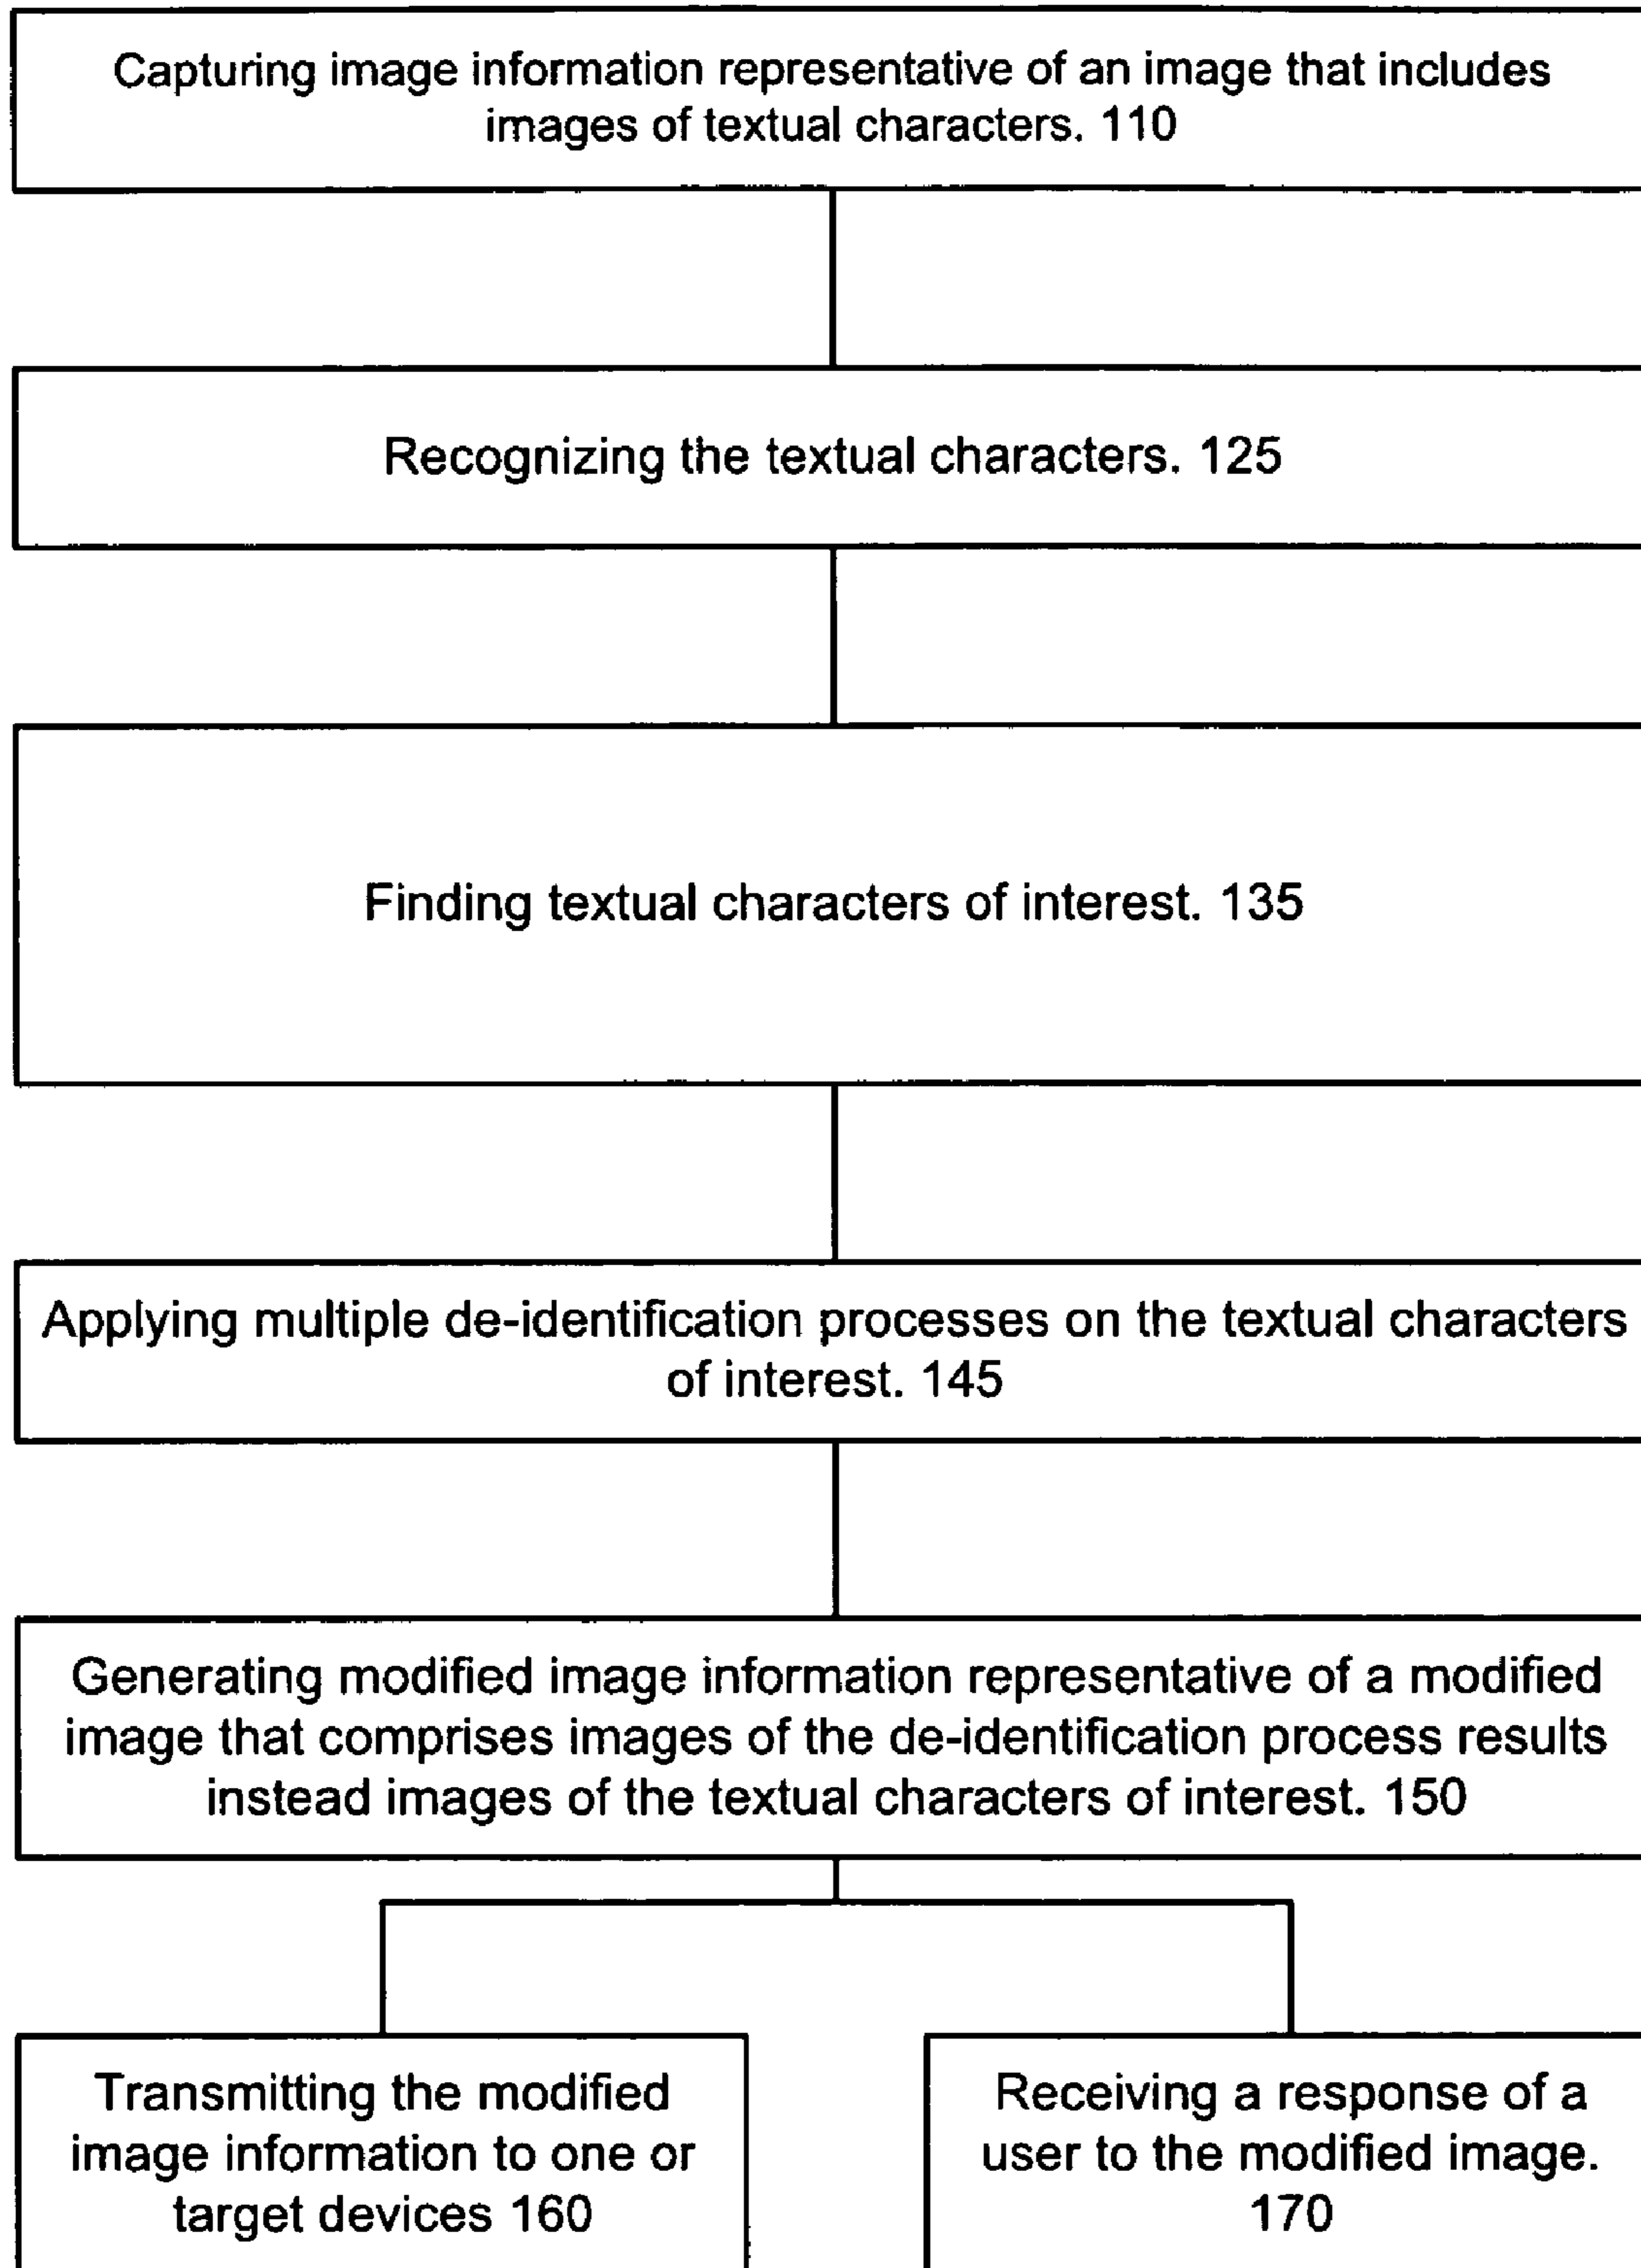 Capturing image information representative of an image that includes
images of textual characters. 110
Recognizing the textual characters. 125
Finding textual characters of interest. 135
Applying multiple de-identification processes on the textual characters
of interest. 145
Generating modified image information representative of a modified
image that comprises images of the de-identification process results
instead images of the textual characters of interest. 150
Transmitting the modified
image information to one or
target devices 160
Receiving a response of a
user to the modified image.
170